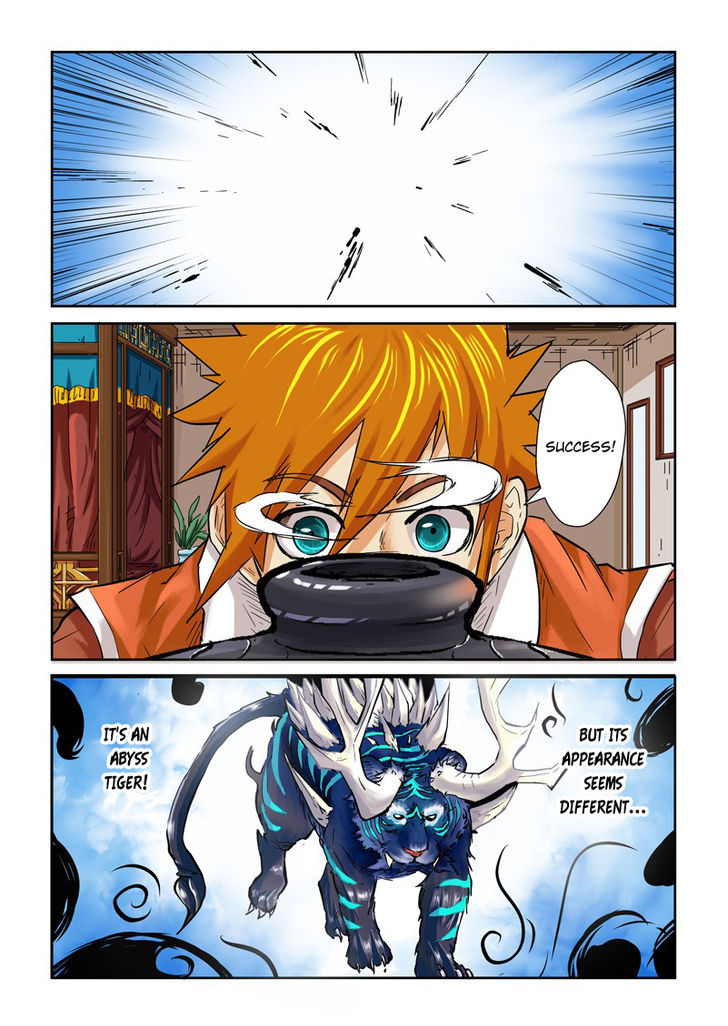 SUCCESS!
IT'S AN
ABYSS
TIGER!
BUT ITS
APPEARANCE
SEEMS
DIFFERENT...